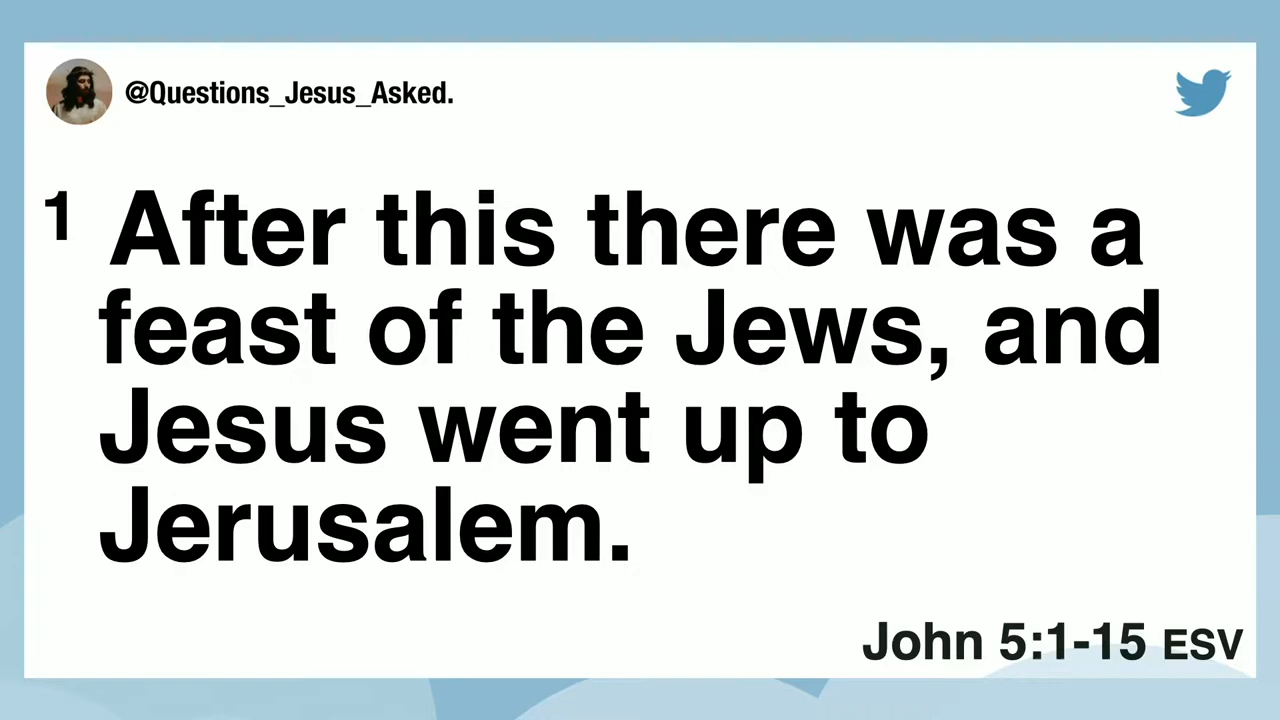 @Questions_Jesus_Asked.
1 After this there was a
feast of the Jews, and
Jesus went up to
Jerusalem.
John 5:1-15 ESV